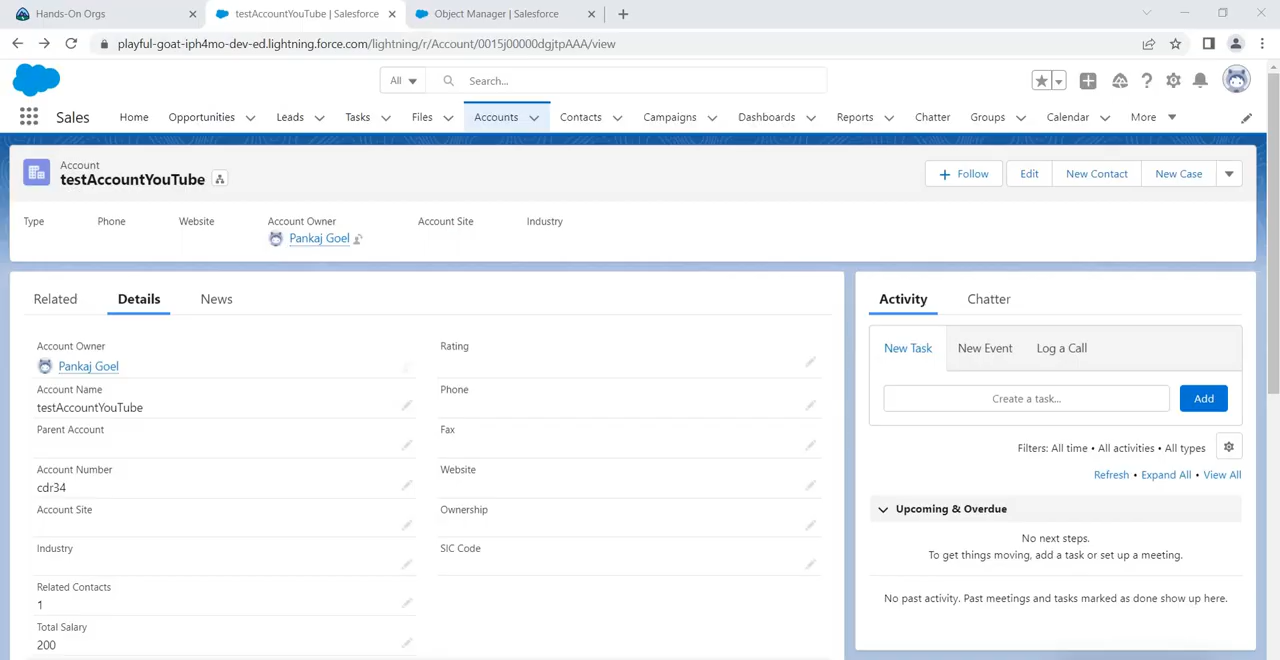 Hands-On Orgs
testAccountYouTube | Salesforce
Object Manager | Salesforce
playful-goat-iph4mo-dev-ed.lightning.force.com/lightning/r/Account/0015j00000dgjtpAAA/view
All
Search...
Sales
Home
Opportunities
Leads
Tasks
Files
Accounts
Contacts
Campaigns
Dashboards
Reports
Chatter
Groups
Calendar
More
Account
testAccountYouTube
Follow
Edit
New Contact
New Case
Type
Phone
Website
Account Owner
Account Site
Industry
Pankaj Goel
Related
Details
News
Account Owner
Pankaj Goel
Rating
Account Name
testAccountYouTube
Phone
Parent Account
Fax
Account Number
cdr34
Website
Account Site
Ownership
Industry
SIC Code
Related Contacts
1
Total Salary
200
Activity
Chatter
New Task
New Event
Log a Call
Create a task...
Add
Filters: All time • All activities • All types
Refresh • Expand All • View All
Upcoming & Overdue
No next steps.
To get things moving, add a task or set up a meeting.
No past activity. Past meetings and tasks marked as done show up here.